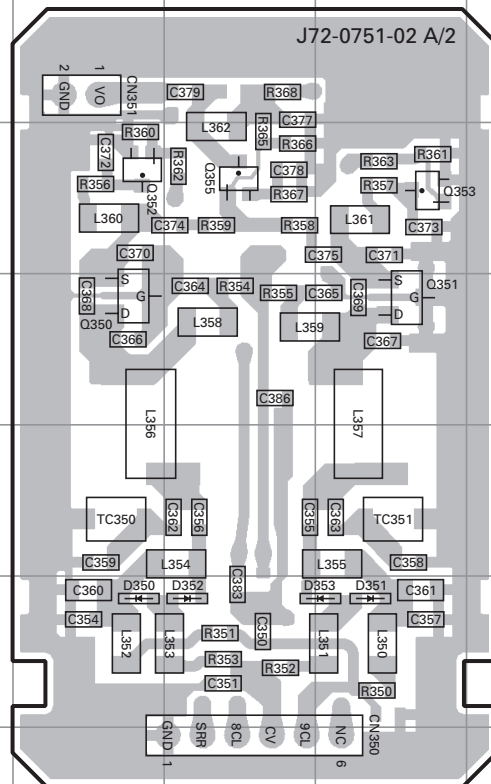 J72-0751-02 A/2
2 1
GND VO
CN351
C379
R368
L362
R365
C377
R366
R360
C372
R362
R356
Q352
Q355
C378
R367
R363
R361
R357
Q353
L360
C374
R359
R358
L361
C373
C370
C375
C371
C368
S
G
D
Q350
C364
R354
R355
C365
C369
S
G
D
Q351
L358
L359
C366
C367
L356
C386
L357
TC350
C362
C356
C355
C363
TC351
C359
L354
L355
C358
C360
D350
D352
C383
D353
D351
C361
C354
C357
L352
L353
R351
C350
L351
L350
R353
R352
C351
R350
GND
SRR
8CL
CV
9CL
NC
1
6
CN350